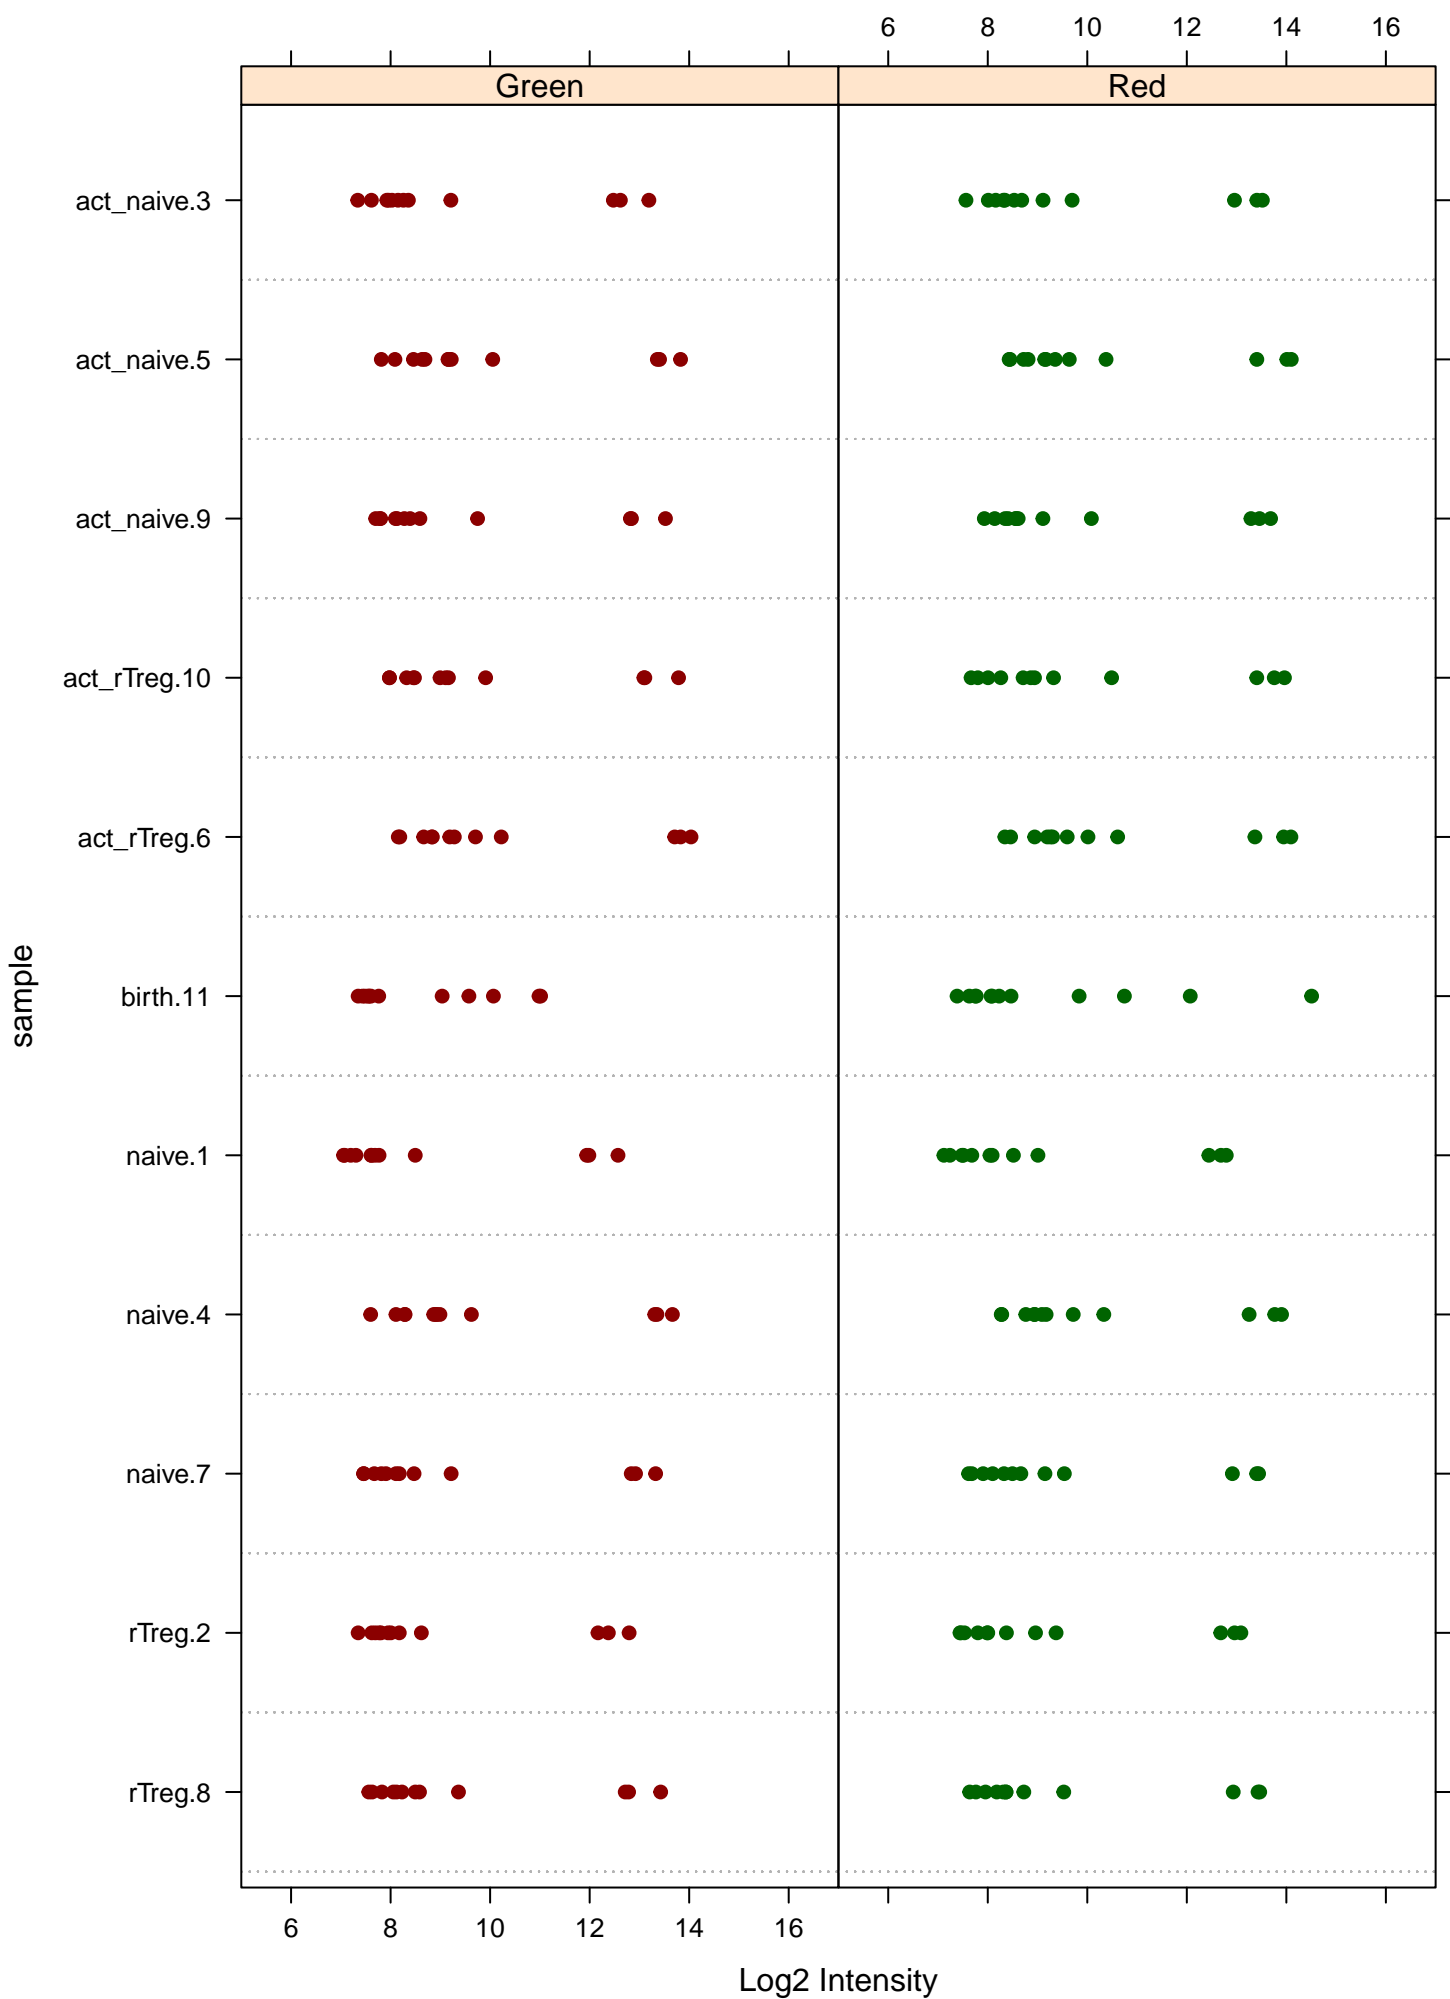 6 8 10 12 14 16
Green Red
act_naive.3
act_naive.5
act_naive.9
act_rTreg.10
act_rTreg.6
birth.11
naive.1
naive.4
naive.7
rTreg.2
rTreg.8
sample
6 8 10 12 14 16
Log2 Intensity